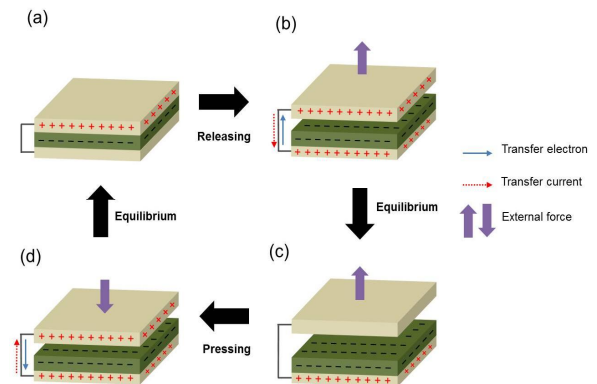 (a)
(b)
Releasing
Transfer electron
Transfer current
External force
Equilibrium
Equilibrium
(d)
(c)
Pressing